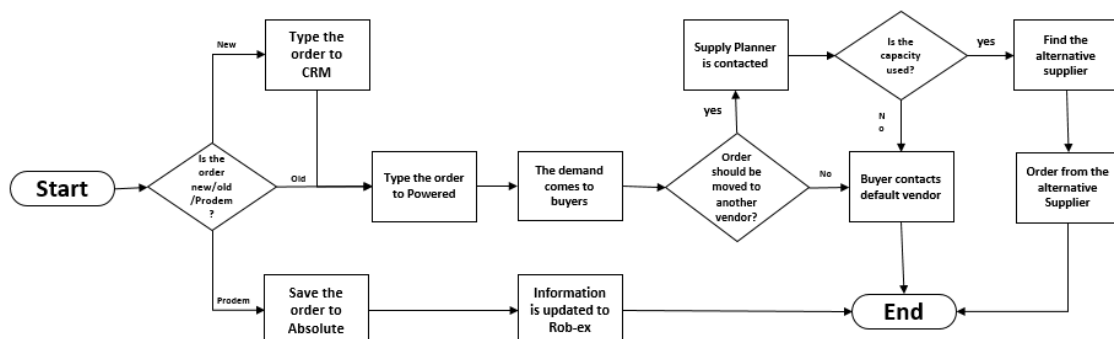 Start
Is the
order
new/old
/Prodem
?
New
Type the
order to
CRM
Old
Type the order
to Powered
The demand
comes to
buyers
Order
should be
moved to
another
vendor?
yes
Supply Planner
is contacted
Is the
capacity
used?
yes
Find the
alternative
supplier
Order from the
alternative
Supplier
N
o
No
Buyer contacts
default vendor
Prodem
Save the
order to
Absolute
Information
is updated to
Rob-ex
End